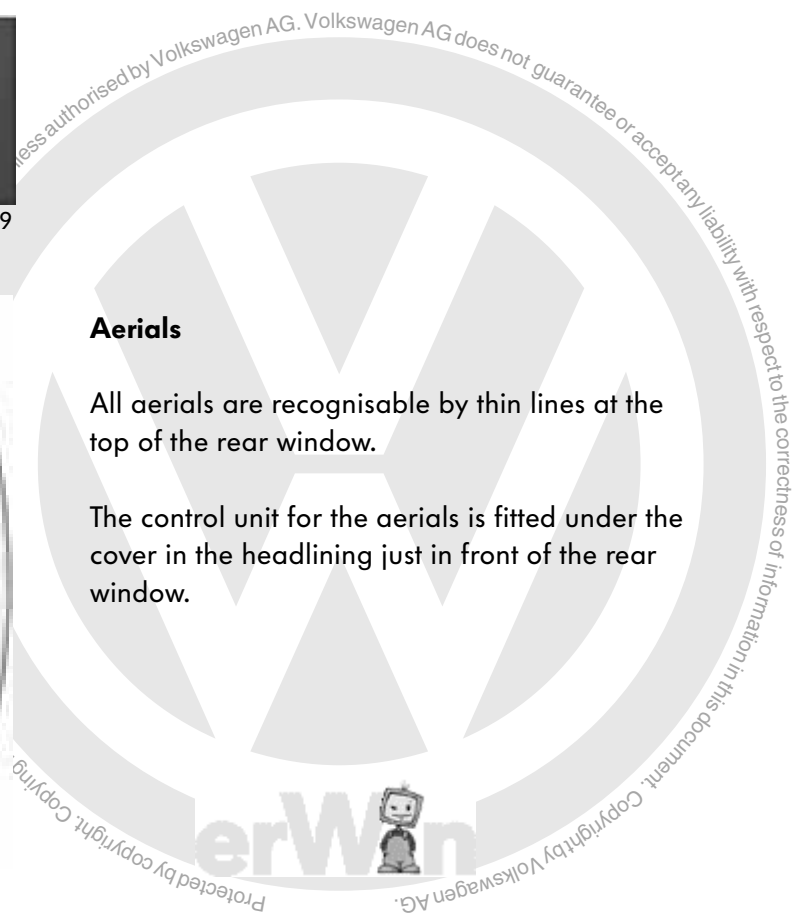 9
Aerials
All aerials are recognisable by thin lines at the
top of the rear window.
The control unit for the aerials is fitted under the
cover in the headlining just in front of the rear
window.
authorised by Volkswagen AG. Volkswagen AG does not guarantee or accept any liability with respect to the correctness of information in this document. Copyright by Volkswagen AG.
Protected by copyright. Copying
erWin